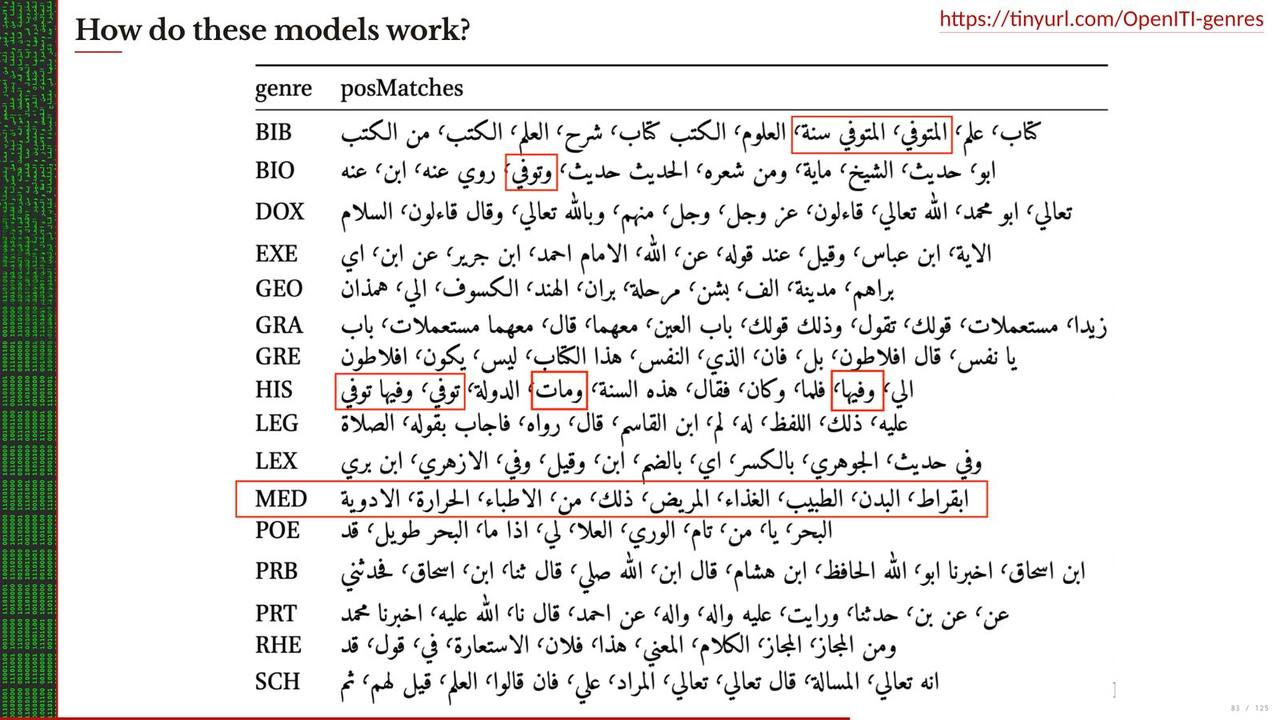 How do these models work?
https://tinyurl.com/OpenITI-genres
genre posMatches
BIB كتاب، علم، المتوفي، المتوفي سنة، العلوم، الكتب كتاب، شرح، العلم، الكتب، من الكتب
BIO ابو، حديث، الشيخ، ماية، ومن شعره، الحديث حديث، وتوفي، روي عنه، ابن، عنه
DOX تعالي، ابو محمد، الله تعالي، قاءلون، عز وجل، وجل، منهم، وبالله تعالي، وقال قاءلون، السلام
EXE الاية، ابن عباس، وقيل، عند قوله، عن، الله، الامام احمد، ابن جرير، عن ابن، اي
GEO براهم، مدينة، الف، بشن، مرحلة، بران، الهند، الكسوف، الي، همذان
GRA زيدا، مستعملات، قولك، تقول، وذلك قولك، باب العين، معهما، قال، معهما مستعملات، باب
GRE يا نفس، قال افلاطون، بل، فان، الذي، النفس، هذا الكتاب، ليس، يكون، افلاطون
HIS الي، وفيها، فلما، وكان، فقال، هذه السنة، ومات، الدولة، توفي، وفيها توفي
LEG عليه، ذلك، اللفظ، له، لم، ابن القاسم، قال، رواه، فاجاب بقوله، الصلاة
LEX وفي حديث، الجوهري، بالكسر، اي، بالضم، ابن، وقيل، وفي، الازهري، ابن بري
MED ابقراط، البدن، الطبيب، الغذاء، المريض، ذلك، من، الاطباء، الحرارة، الادوية
POE البحر، يا، من، تام، الوري، العلا، لي، اذا ما، البحر طويل، قد
PRB ابن اسحاق، اخبرنا ابو، الله الحافظ، ابن هشام، قال ابن، الله صلي، قال ثنا، ابن، اسحاق، فحدثني
PRT عن، عن بن، حدثنا، ورايت، عليه واله، واله، عن احمد، قال نا، الله عليه، اخبرنا محمد
RHE ومن المجاز، المجاز، الكلام، المعني، هذا، فلان، الاستعارة، في، قول، قد
SCH انه تعالي، المسالة، قال تعالي، تعالي، المراد، علي، فان قالوا، العلم، قيل لهم، ثم
83 / 125